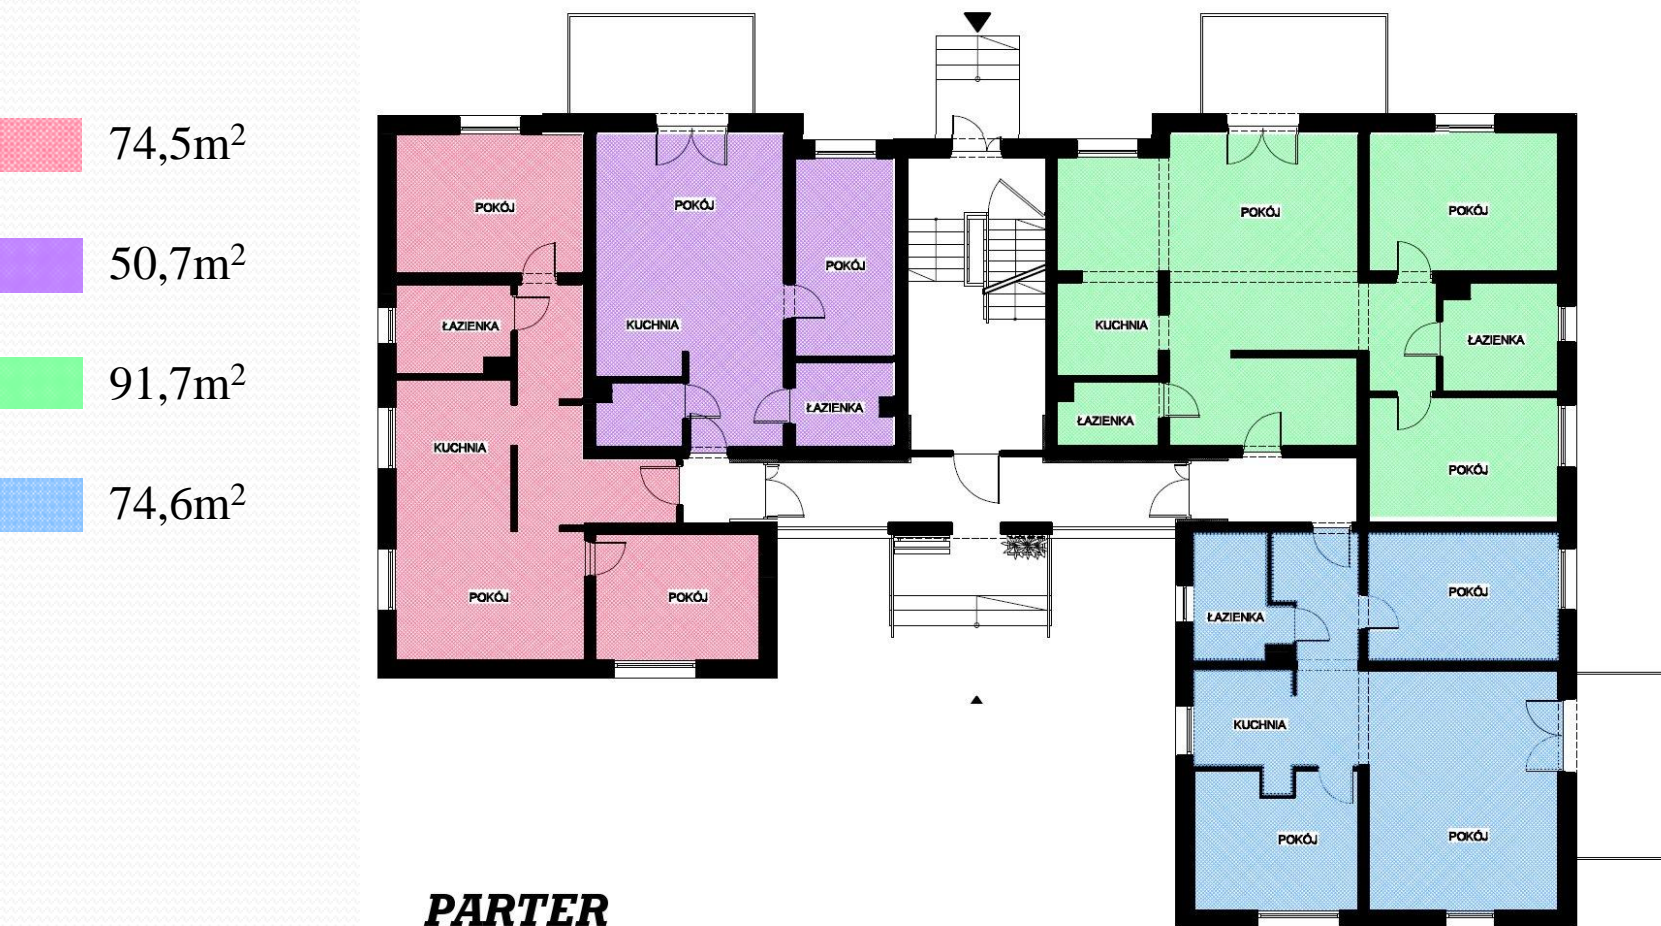 74,5m²
50,7m²
91,7m²
74,6m²
POKÓJ
POKÓJ
POKÓJ
POKÓJ
POKÓJ
ŁAZIENKA
KUCHNIA
KUCHNIA
ŁAZIENKA
ŁAZIENKA
KUCHNIA
ŁAZIENKA
POKÓJ
POKÓJ
POKÓJ
POKÓJ
ŁAZIENKA
KUCHNIA
POKÓJ
POKÓJ
PARTER